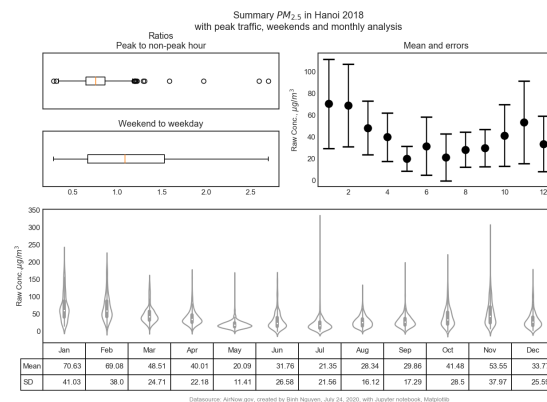 Summary PM2.5 in Hanoi 2018
with peak traffic, weekends and monthly analysis
Ratios
Peak to non-peak hour
Mean and errors
Weekend to weekday
0.5 1.0 1.5 2.0 2.5
Raw Conc., μg/m3
100
80
60
40
20
0
2 4 6 8 10 12
Raw Conc. μg/m3
350
300
250
200
150
100
50
0
Jan Feb Mar Apr May Jun Jul Aug Sep Oct Nov Dec
Mean 70.63 69.08 48.51 40.01 20.09 31.76 21.35 28.34 29.86 41.48 53.55 33.77
SD 41.03 38.0 24.71 22.18 11.41 26.58 21.56 16.12 17.29 28.5 37.97 25.59
Datasource: AirNow.gov, created by Binh Nguyen, July 24, 2020, with Jupyter notebook, Matplotlib